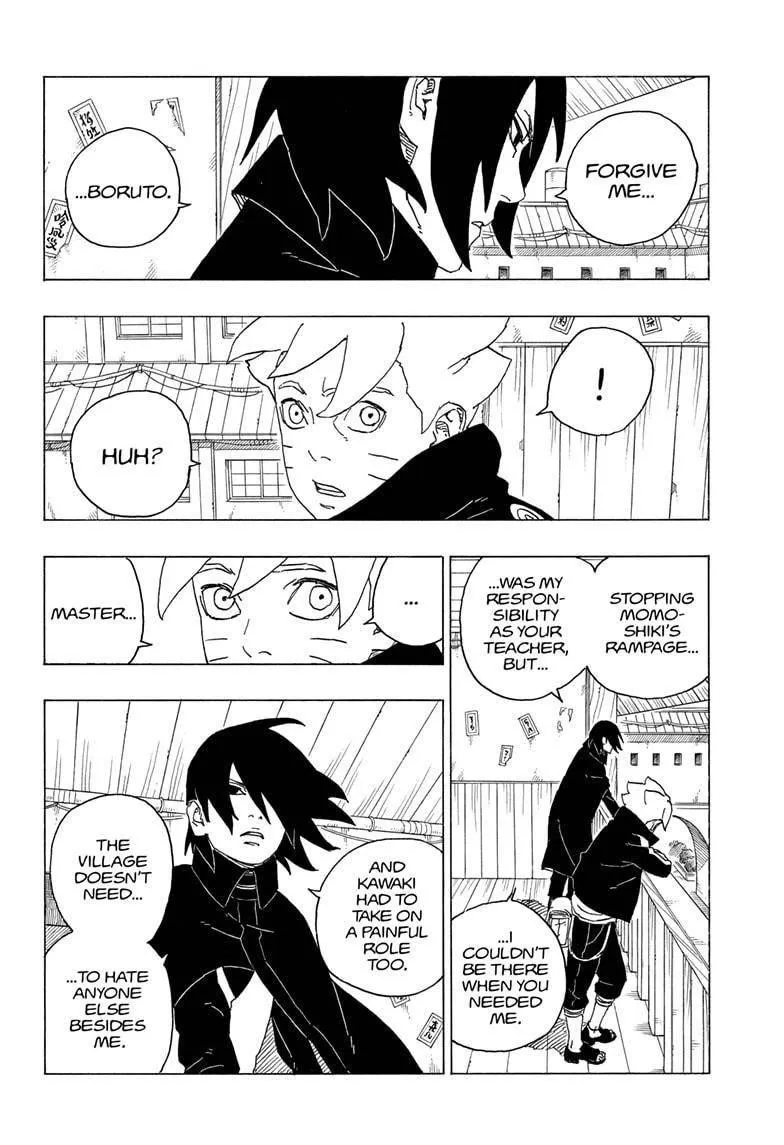 FORGIVE
ME...
...BORUTO.
!
HUH?
...
MASTER...
STOPPING
MOMO-
SHIKI'S
RAMPAGE...
...WAS MY
RESPON-
SIBILITY
AS YOUR
TEACHER,
BUT...
...I
COULDN'T
BE THERE
WHEN YOU
NEEDED
ME.
AND
KAWAKI
HAD TO
TAKE ON
A PAINFUL
ROLE
TOO.
THE
VILLAGE
DOESN'T
NEED...
...TO HATE
ANYONE
ELSE
BESIDES
ME.